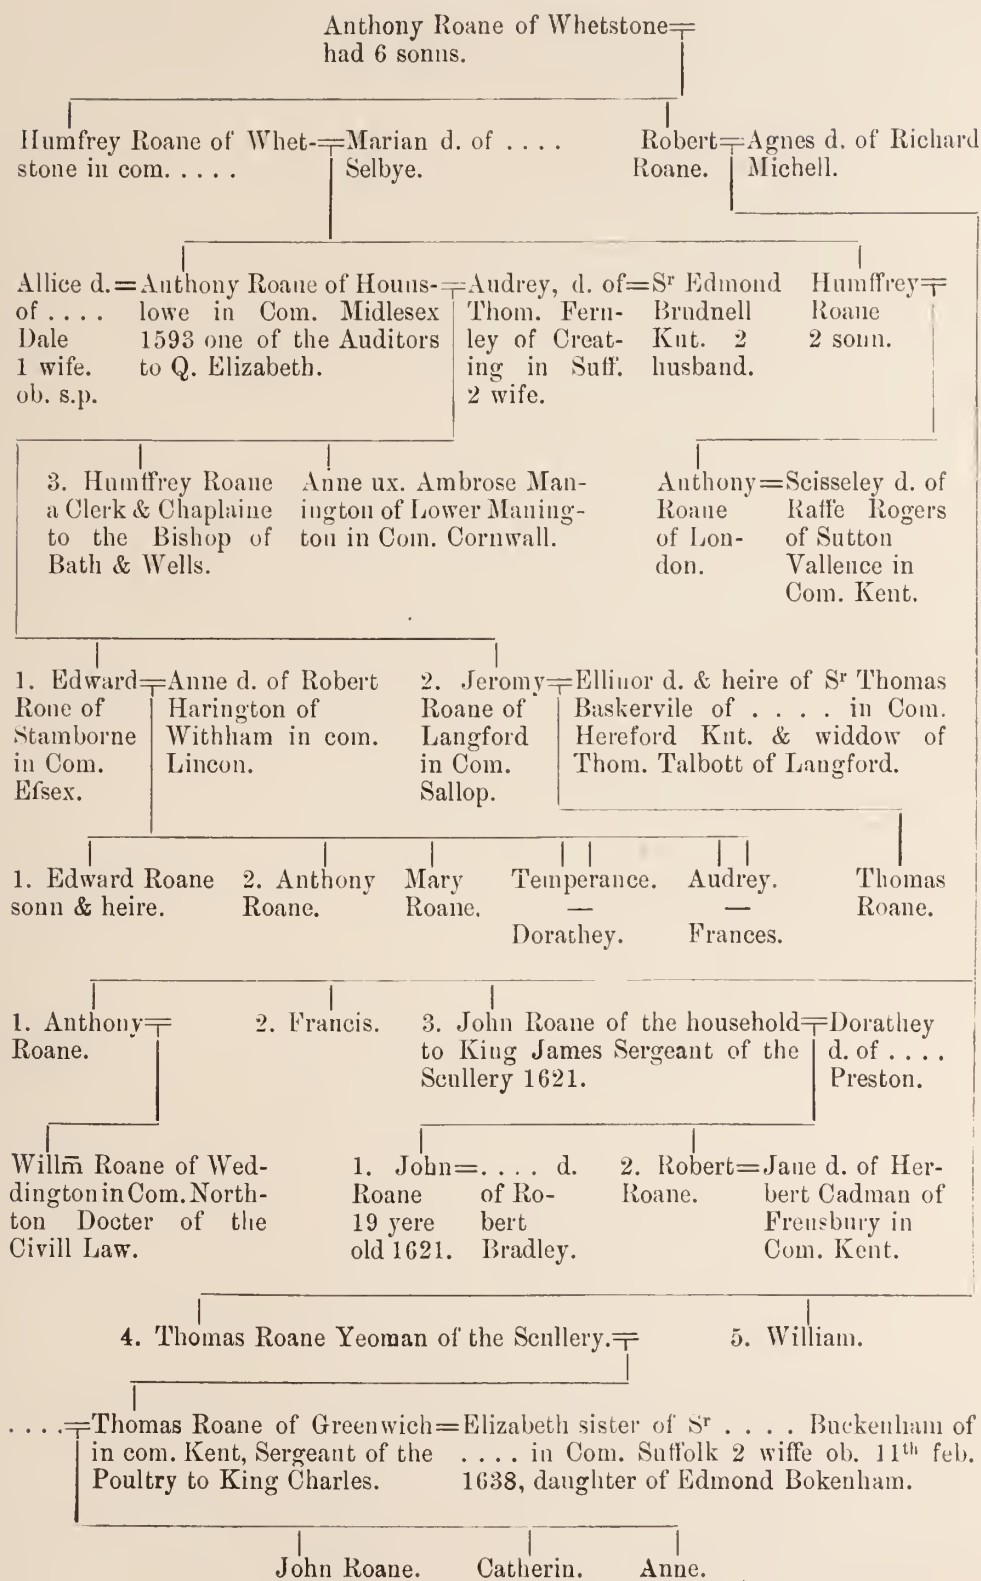 Anthony Roane of Whetstone
had 6 sonns.
Humfrey Roane of Whet-
stone in com. . . . .
Marian d. of . . . .
Selbye.
Robert
Roane.
Agnes d. of Richard
Michell.
Allice d.
of . . . .
Dale
1 wife.
ob. s.p.
Anthony Roane of Houns-
lowe in Com. Midlesex
1593 one of the Auditors
to Q. Elizabeth.
Audrey, d. of
Thom. Fern-
ley of Creat-
ing in Suff.
2 wife.
Sr Edmond
Brudnell
Knt. 2
husband.
Humffrey
Roane
2 sonn.
3. Humffrey Roane
a Clerk & Chaplaine
to the Bishop of
Bath & Wells.
Anne ux. Ambrose Man-
ington of Lower Maning-
ton in Com. Cornwall.
Anthony
Roane
of Lon-
don.
Scisseley d. of
Raffe Rogers
of Sutton
Vallence in
Com. Kent.
1. Edward
Rone of
Stamborne
in Com.
Eſsex.
Anne d. of Robert
Harington of
Withham in com.
Lincon.
2. Jeromy
Roane of
Langford
in Com.
Sallop.
Ellinor d. & heire of Sr Thomas
Baskervile of . . . . in Com.
Hereford Knt. & widdow of
Thom. Talbott of Langford.
1. Edward Roane
sonn & heire.
2. Anthony
Roane.
Mary
Roane.
Temperance.
—
Dorathey.
Audrey.
—
Frances.
Thomas
Roane.
1. Anthony
Roane.
2. Francis.
3. John Roane of the household
to King James Sergeant of the
Scullery 1621.
Dorathey
d. of . . . .
Preston.
Willm̄ Roane of Wed-
dington in Com. North-
ton Docter of the
Civill Law.
1. John
Roane
19 yere
old 1621.
. . . . d.
of Ro-
bert
Bradley.
2. Robert
Roane.
Jane d. of Her-
bert Cadman of
Frensbury in
Com. Kent.
4. Thomas Roane Yeoman of the Scullery.
5. William.
. . . .
Thomas Roane of Greenwich
in com. Kent, Sergeant of the
Poultry to King Charles.
Elizabeth sister of Sr . . . . Buckenham of
. . . . in Com. Suffolk 2 wiffe ob. 11th feb.
1638, daughter of Edmond Bokenham.
John Roane.
Catherin.
Anne.